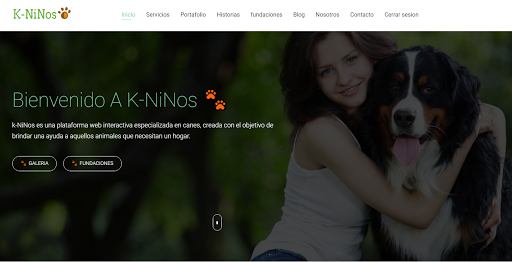 K-NiNos
Inicio Servicios Portafolio Historias fundaciones Blog Nosotros Contacto Cerrar sesion
Bienvenido A K-NiNos
k-NiNos es una plataforma web interactiva especializada en canes, creada con el objetivo de
brindar una ayuda a aquellos animales que necesitan un hogar.
GALERIA FUNDACIONES